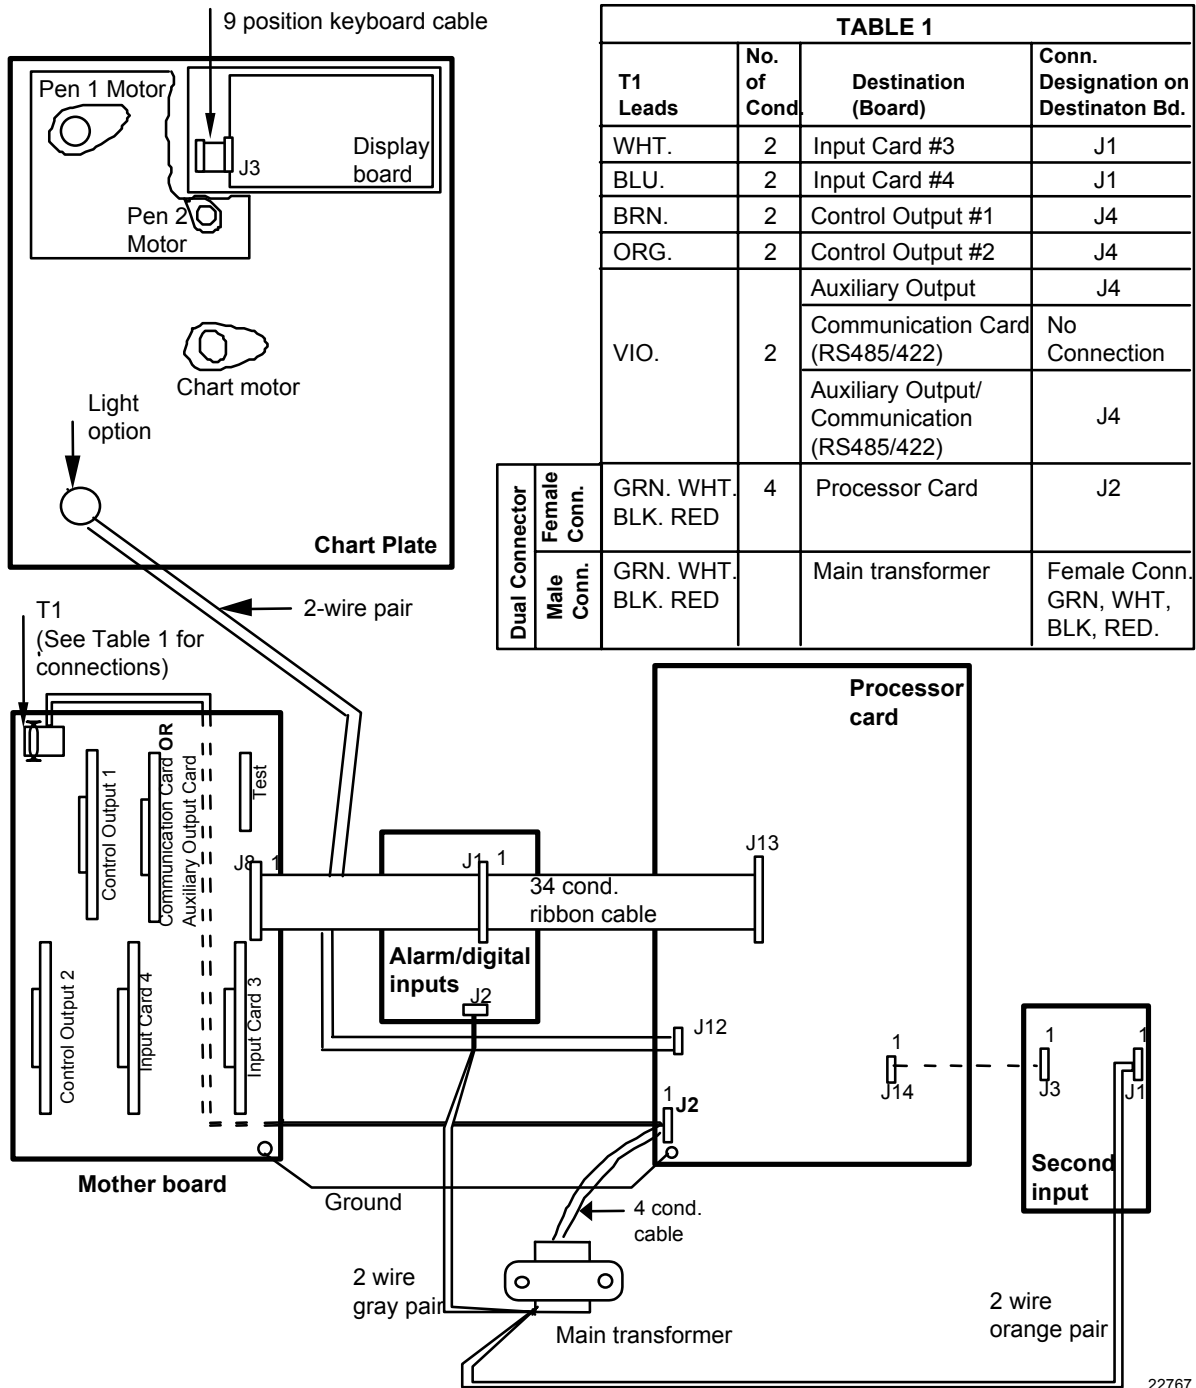 9 position keyboard cable
Pen 1 Motor
J3
Display
board
Pen 2
Motor
Chart motor
Light
option
Chart Plate
2-wire pair
TABLE 1
T1
Leads
No.
of
Cond.
Destination
(Board)
Conn.
Designation on
Destinaton Bd.
WHT. 2 Input Card #3 J1
BLU. 2 Input Card #4 J1
BRN. 2 Control Output #1 J4
ORG. 2 Control Output #2 J4
VIO. 2
Auxiliary Output J4
Communication Card
(RS485/422)
No
Connection
Auxiliary Output/
Communication
(RS485/422)
J4
Dual Connector
Female
Conn.
GRN. WHT.
BLK. RED
4 Processor Card J2
Male
Conn.
GRN. WHT.
BLK. RED
Main transformer
Female Conn.
GRN, WHT,
BLK, RED.
T1
(See Table 1 for
connections)
Control Output 1
Communication Card OR
Auxiliary Output Card
Test
J8 1
Control Output 2
Input Card 4
Input Card 3
Mother board
J1 1
34 cond.
ribbon cable
Alarm/digital
inputs
J2
Processor
card
J13
J12
1
J14
1
J2
1
J3
1
J1
Second
input
Ground
4 cond.
cable
2 wire
gray pair
Main transformer
2 wire
orange pair
22767